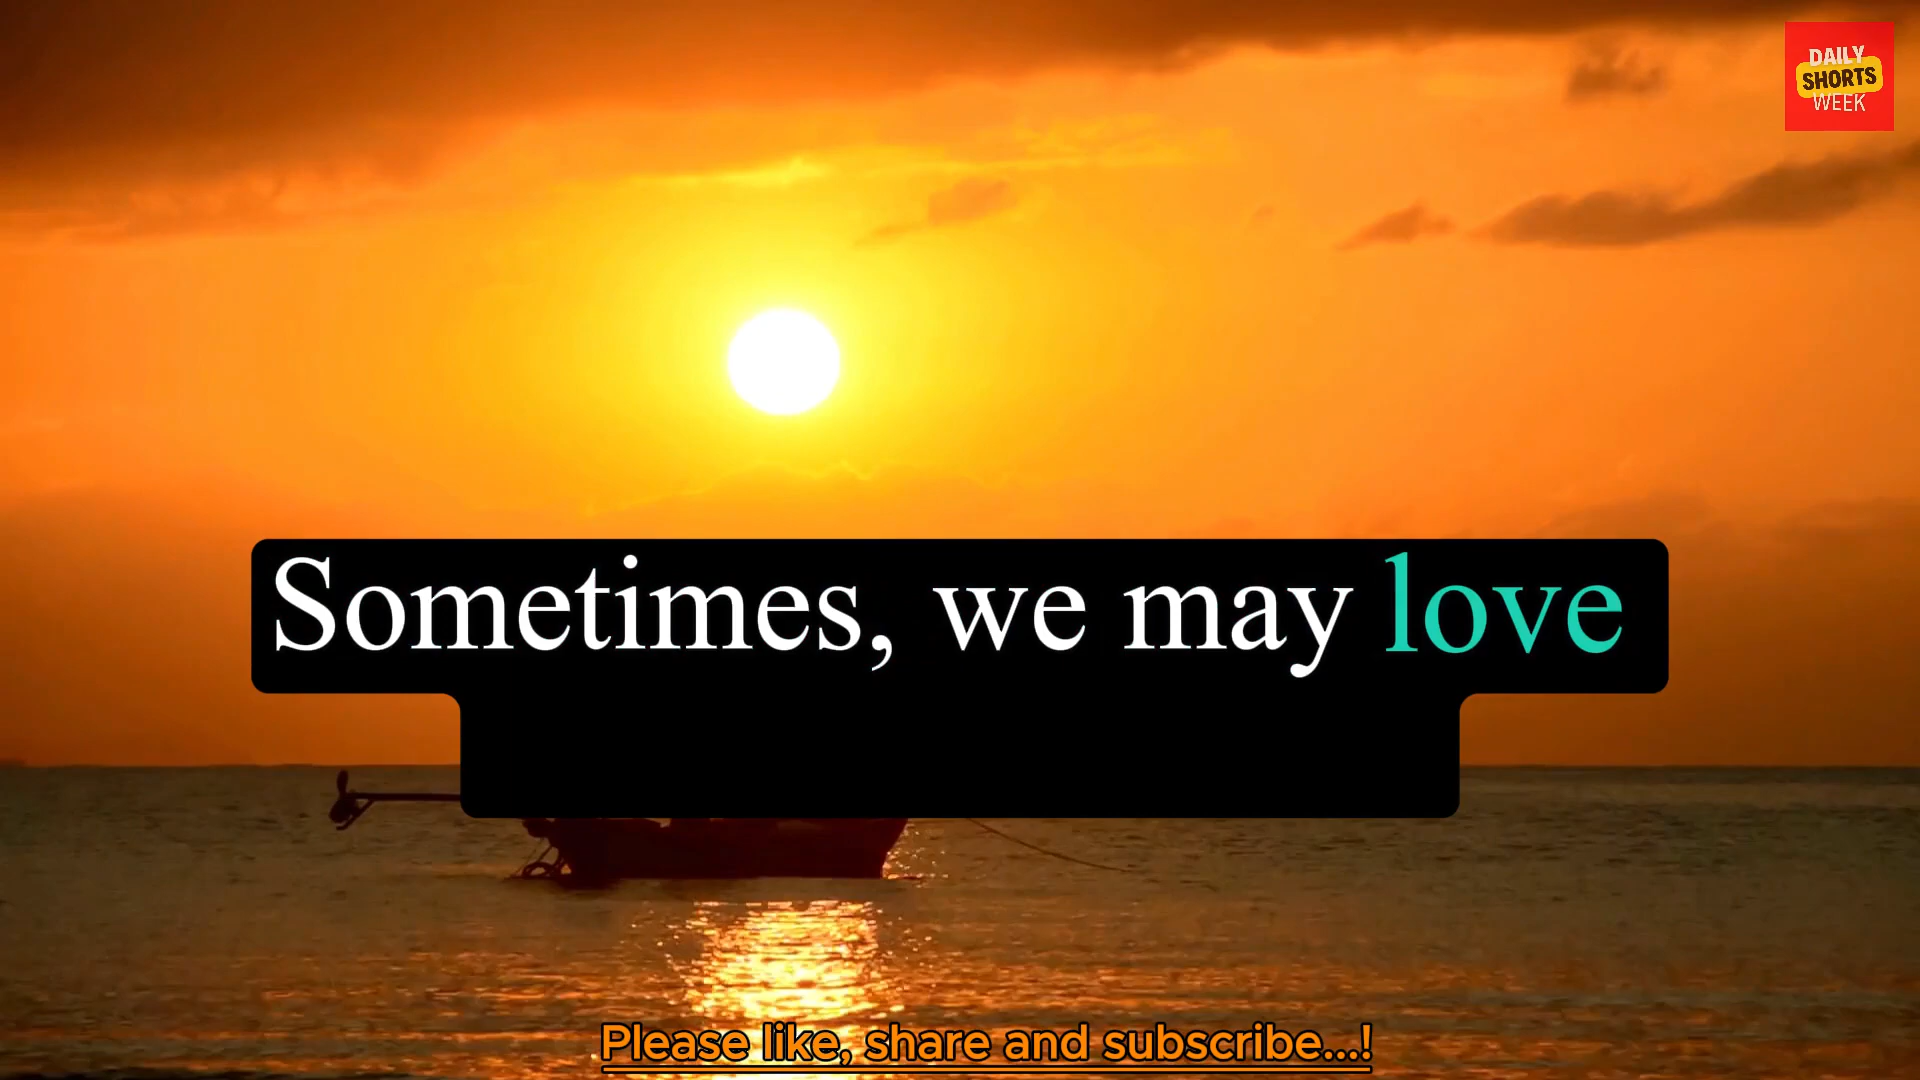 DAILY
SHORTS
WEEK
Sometimes, we may love
Please like, share and subscribe...!